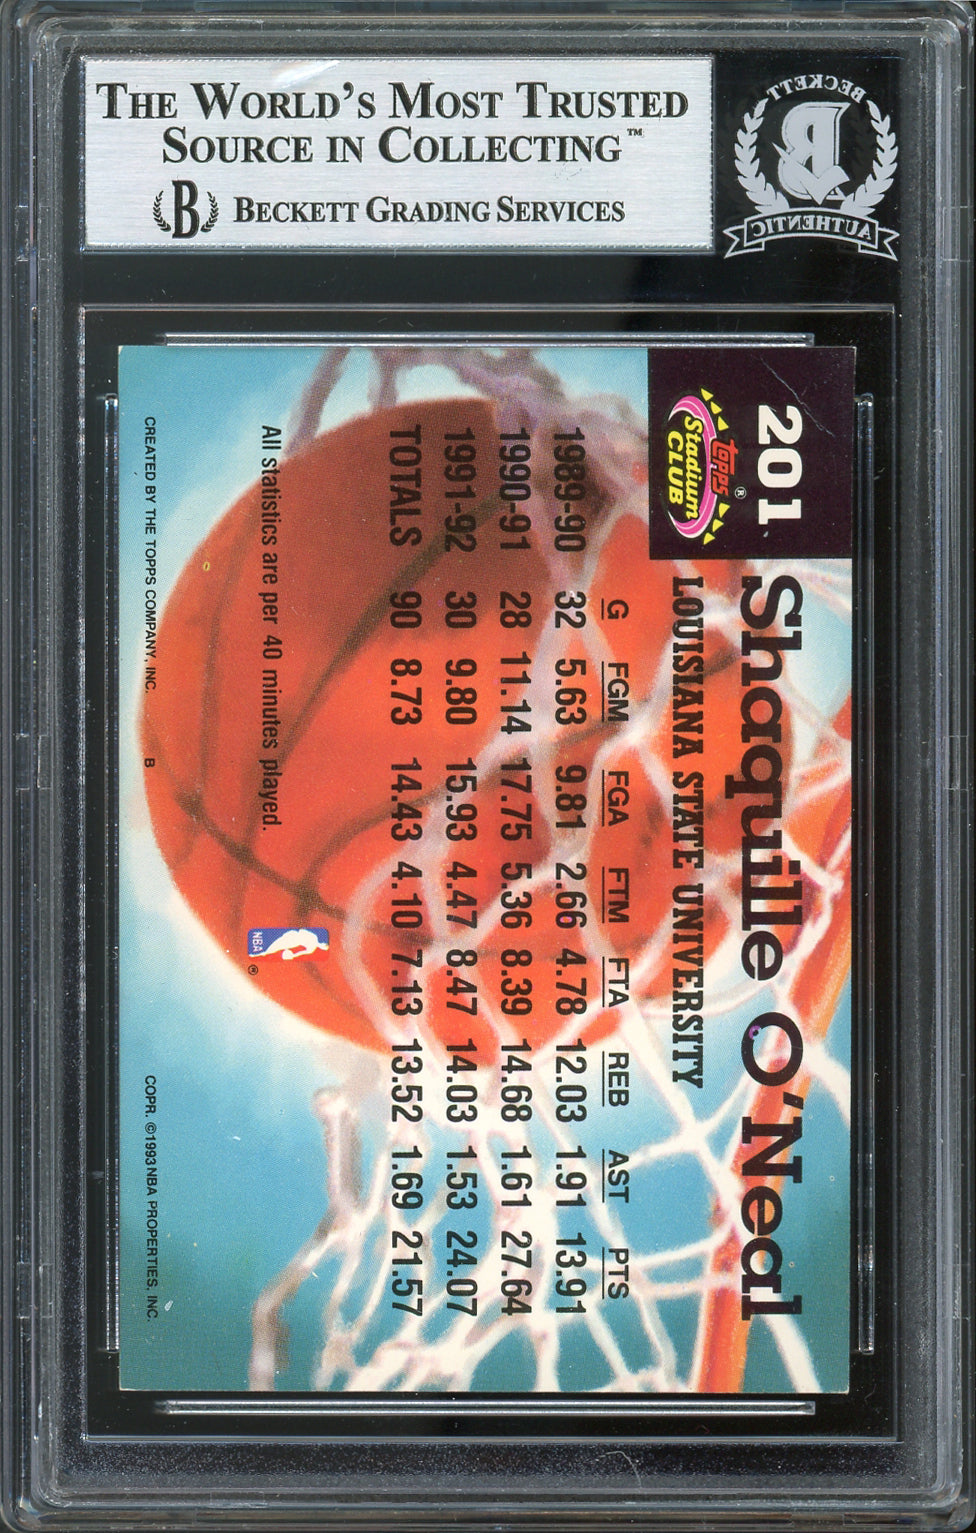 THE WORLD'S MOST TRUSTED
SOURCE IN COLLECTING™
B BECKETT GRADING SERVICES
BECKETT
B
AUTHENTIC
201
Topps®
Stadium
CLUB
Shaquille O'Neal
LOUISIANA STATE UNIVERSITY
G FGM FGA FTM FTA REB AST PTS
1989-90 32 5.63 9.81 2.66 4.78 12.03 1.91 13.91
1990-91 28 11.14 17.75 5.36 8.39 14.68 1.61 27.64
1991-92 30 9.80 15.93 4.47 8.47 14.03 1.53 24.07
TOTALS 90 8.73 14.43 4.10 7.13 13.52 1.69 21.57
All statistics are per 40 minutes played.
NBA®
CREATED BY THE TOPPS COMPANY, INC. B COPR. ©1993 NBA PROPERTIES, INC.